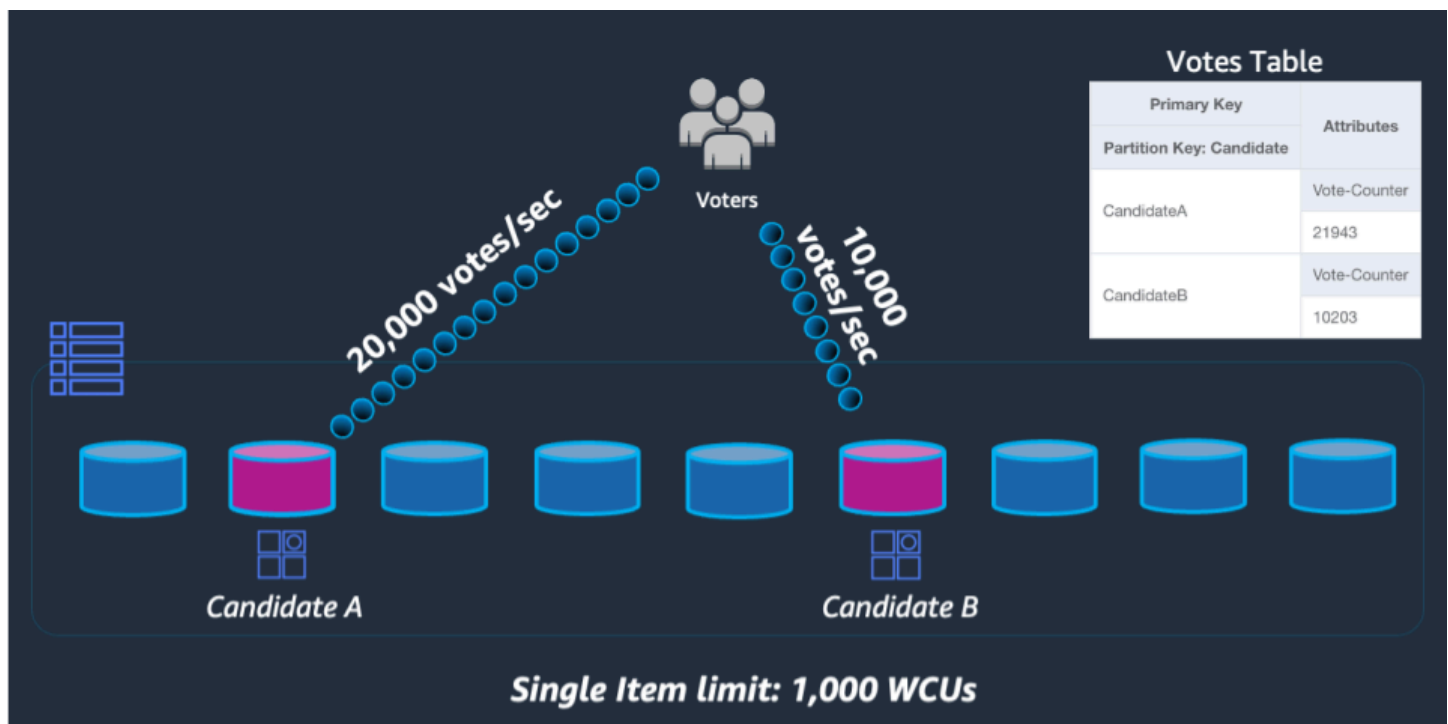 Votes Table
Primary Key
Attributes
Partition Key: Candidate
CandidateA
Vote-Counter
21943
CandidateB
Vote-Counter
10203
Voters
20,000 votes/sec
10,000
votes/sec
Candidate A
Candidate B
Single Item limit: 1,000 WCUs